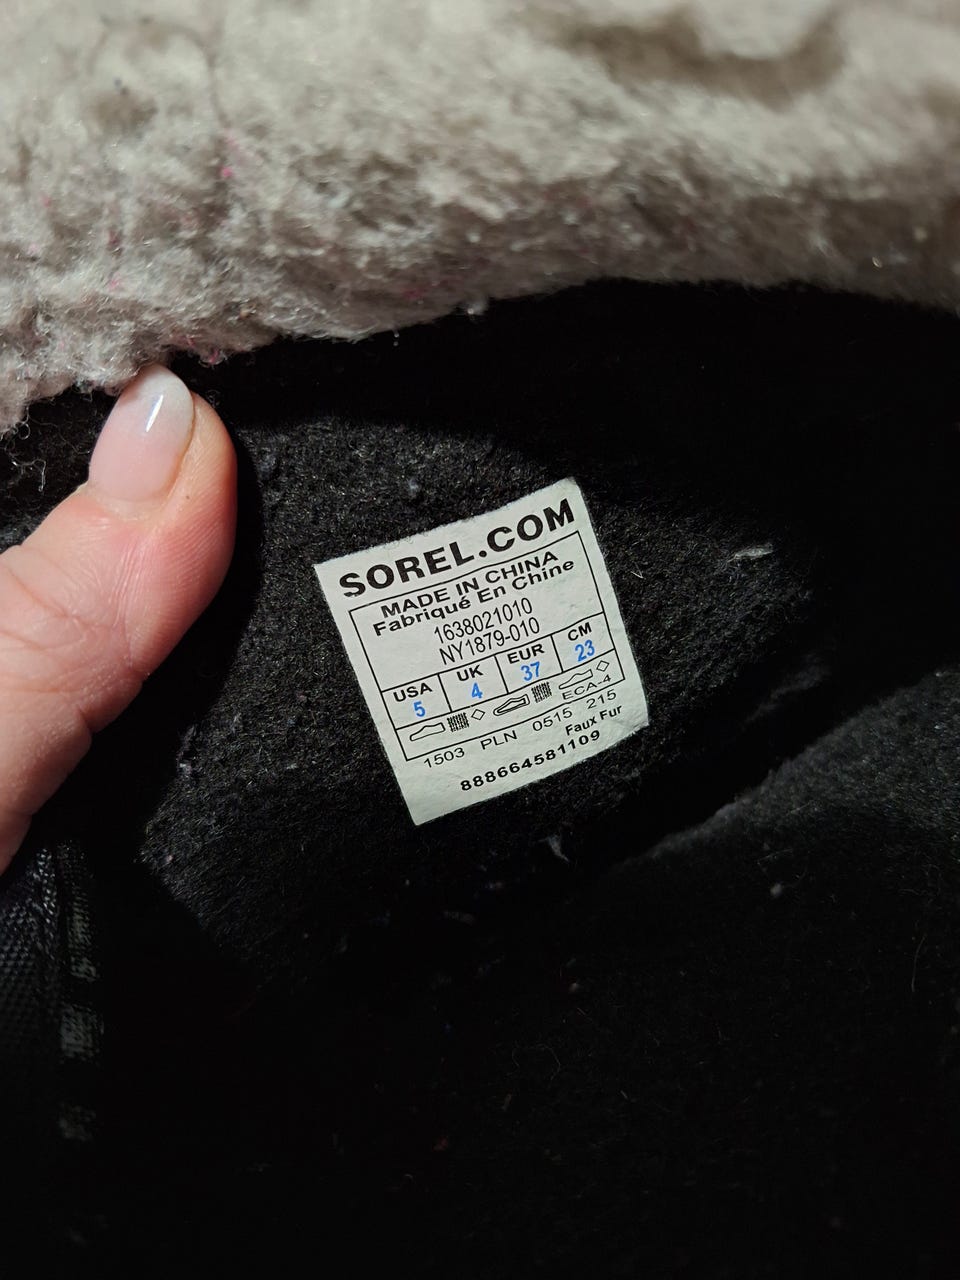 SOREL.COM
MADE IN CHINA
Fabriqué En Chine
1638021010
NY1879-010
USA UK EUR CM
5 4 37 23
ECA-4
1503 PLN 0515 215
Faux Fur
888664581109